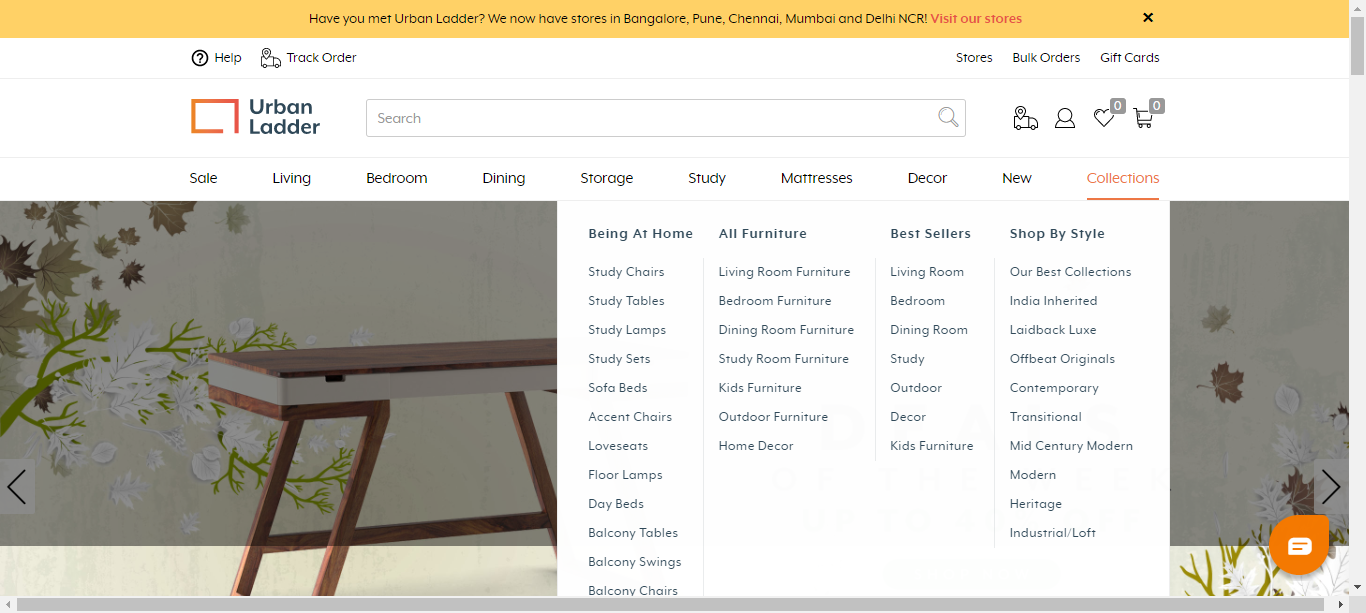 Have you met Urban Ladder? We now have stores in Bangalore, Pune, Chennai, Mumbai and Delhi NCR! Visit our stores
Help Track Order Stores Bulk Orders Gift Cards
Urban
Ladder
Search
0 0
Sale Living Bedroom Dining Storage Study Mattresses Decor New Collections
Being At Home
Study Chairs
Study Tables
Study Lamps
Study Sets
Sofa Beds
Accent Chairs
Loveseats
Floor Lamps
Day Beds
Balcony Tables
Balcony Swings
Balcony Chairs
All Furniture
Living Room Furniture
Bedroom Furniture
Dining Room Furniture
Study Room Furniture
Kids Furniture
Outdoor Furniture
Home Decor
Best Sellers
Living Room
Bedroom
Dining Room
Study
Outdoor
Decor
Kids Furniture
Shop By Style
Our Best Collections
India Inherited
Laidback Luxe
Offbeat Originals
Contemporary
Transitional
Mid Century Modern
Modern
Heritage
Industrial/Loft